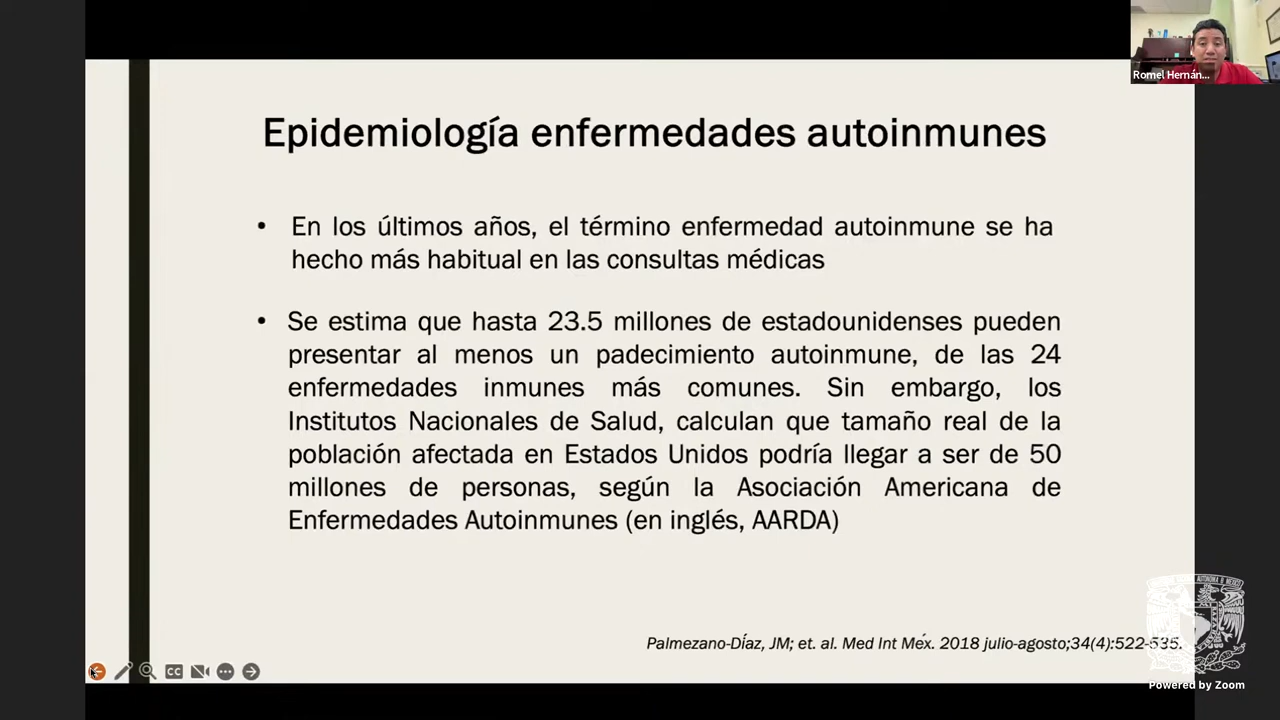 Romel Hernán...
Epidemiología enfermedades autoinmunes
• En los últimos años, el término enfermedad autoinmune se ha
hecho más habitual en las consultas médicas
• Se estima que hasta 23.5 millones de estadounidenses pueden
presentar al menos un padecimiento autoinmune, de las 24
enfermedades inmunes más comunes. Sin embargo, los
Institutos Nacionales de Salud, calculan que tamaño real de la
población afectada en Estados Unidos podría llegar a ser de 50
millones de personas, según la Asociación Americana de
Enfermedades Autoinmunes (en inglés, AARDA)
Palmezano-Díaz, JM; et. al. Med Int Méx. 2018 julio-agosto;34(4):522-535.
CC
Powered by Zoom